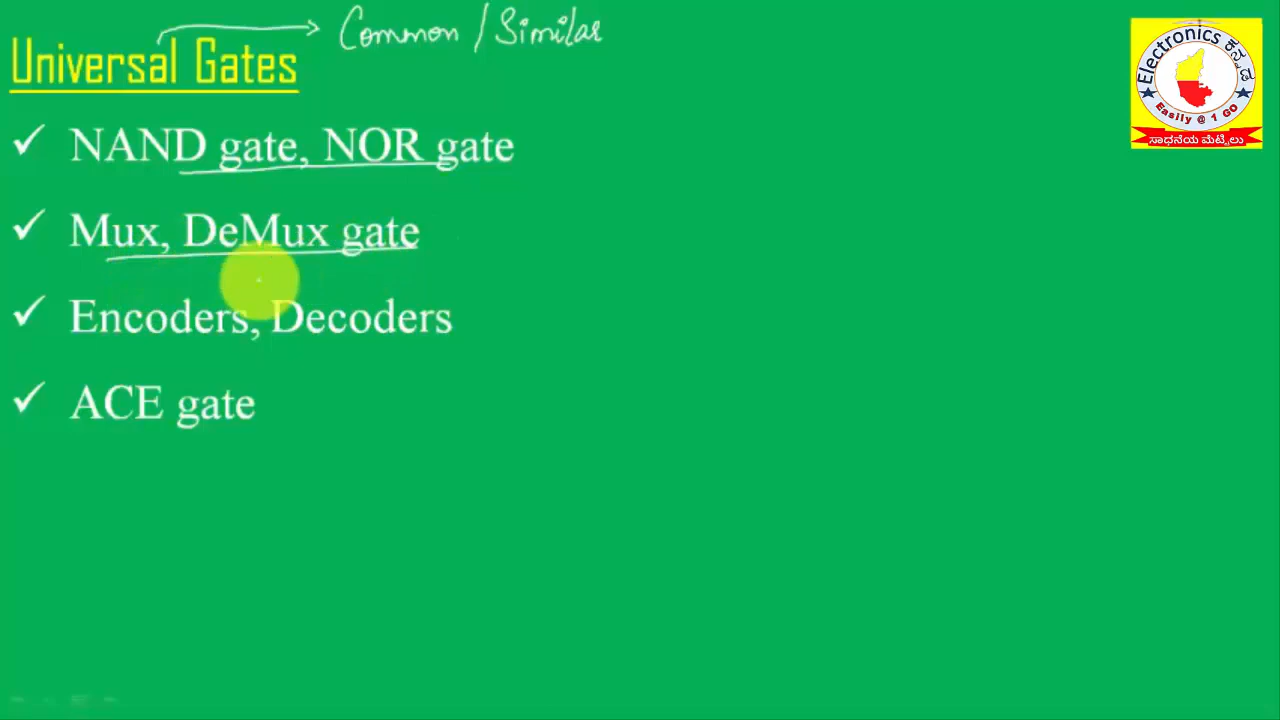 Common / Similar
Universal Gates
✓ NAND gate, NOR gate
✓ Mux, DeMux gate
✓ Encoders, Decoders
✓ ACE gate
Electronics ಕನ್ನಡ
Easily @ 1 GO
ಸಾಧನೆಯ ಮೆಟ್ಟಿಲು